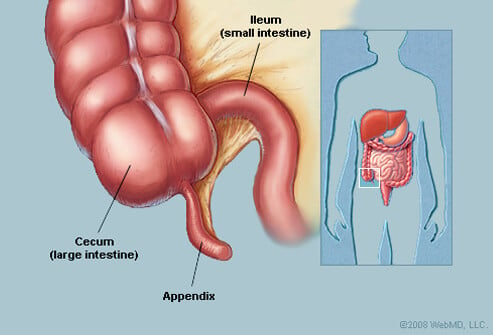 Ileum
(small intestine)
Cecum
(large intestine)
Appendix
©2008 WebMD, LLC.